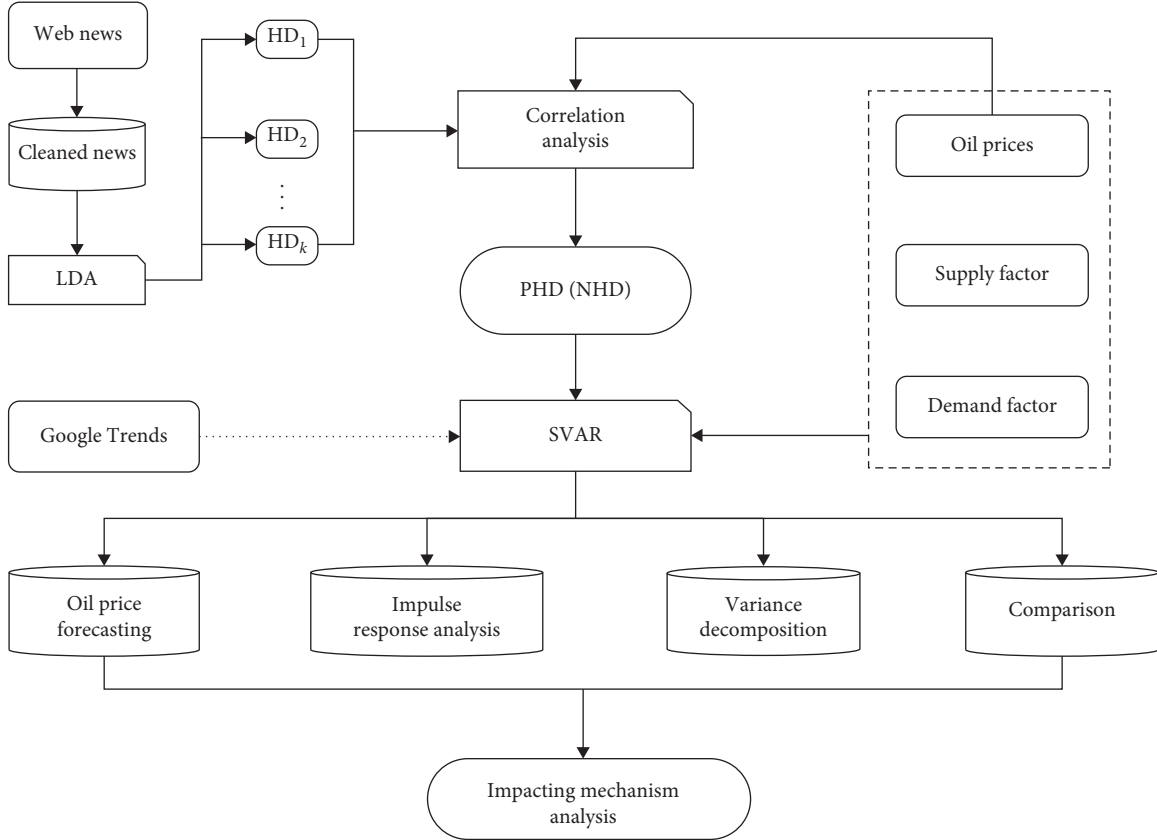 Web news
Cleaned news
LDA
HD1
HD2
⋮
HDk
Correlation
analysis
Oil prices
PHD (NHD)
Supply factor
Google Trends
SVAR
Demand factor
Oil price
forecasting
Impulse
response analysis
Variance
decomposition
Comparison
Impacting mechanism
analysis